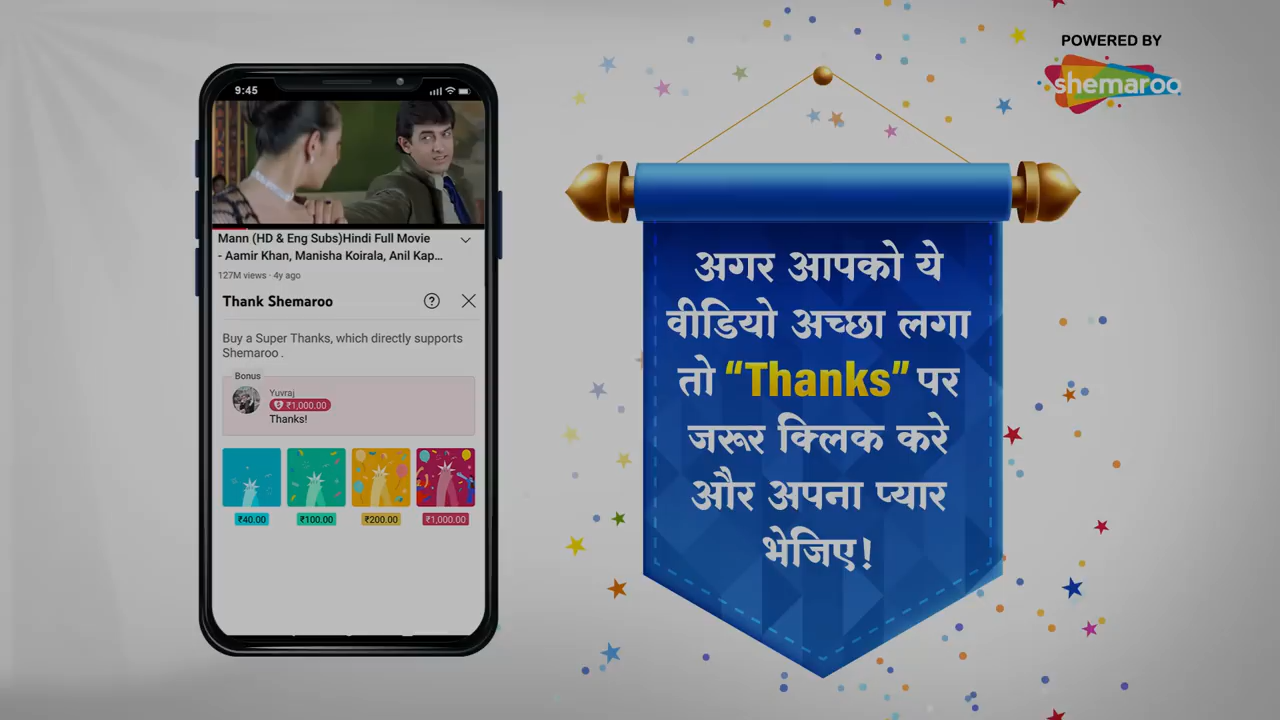 POWERED BY
shemaroo
9:45
Mann (HD & Eng Subs)Hindi Full Movie
- Aamir Khan, Manisha Koirala, Anil Kap...
127M views · 4y ago
Thank Shemaroo
?
Buy a Super Thanks, which directly supports
Shemaroo .
Bonus
Yuvraj
₹1,000.00
Thanks!
₹40.00 ₹100.00 ₹200.00 ₹1,000.00
अगर आपको ये
वीडियो अच्छा लगा
तो “Thanks” पर
जरूर क्लिक करे
और अपना प्यार
भेजिए!